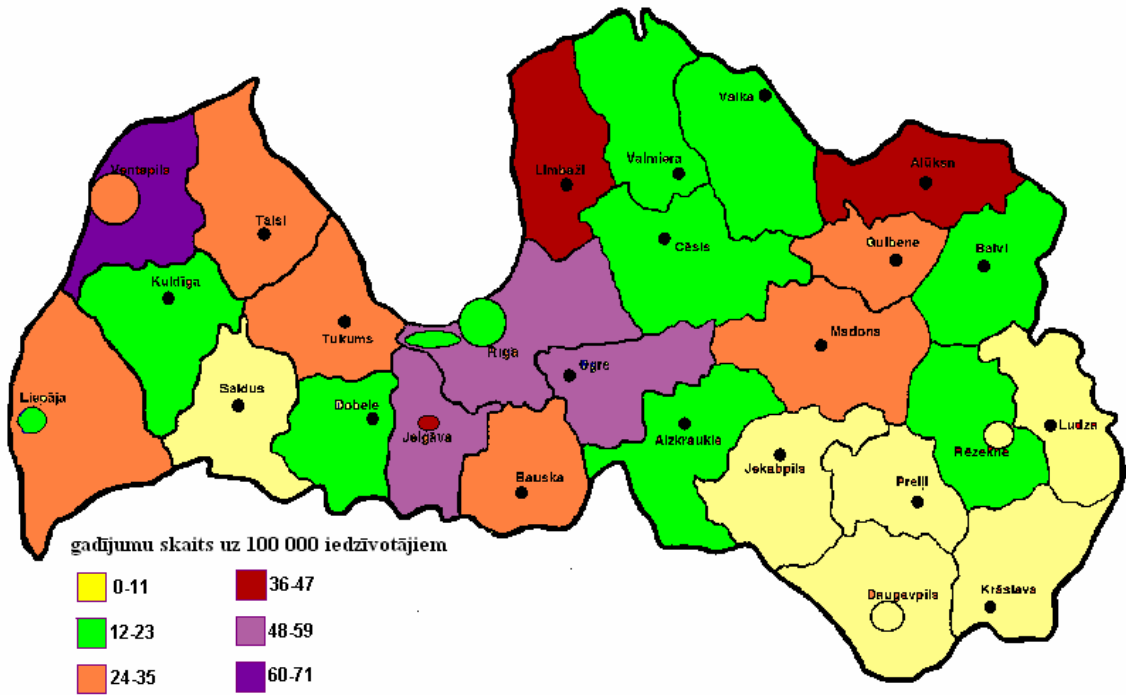 Valka
Alūksn
Ventspils
Limbaži
Valmiera
Talsi
Cēsis
Gulbene
Balvi
Kuldīga
Tukums
Rīga
Madona
Ogre
Saldus
Liepāja
Dobele
Jelgava
Aizkraukle
Ludza
Rēzekne
Jekabpils
Bauska
Preiļi
gadījumu skaits uz 100 000 iedzīvotājiem
0-11
36-47
Daugavpils
Krāslava
12-23
48-59
24-35
60-71